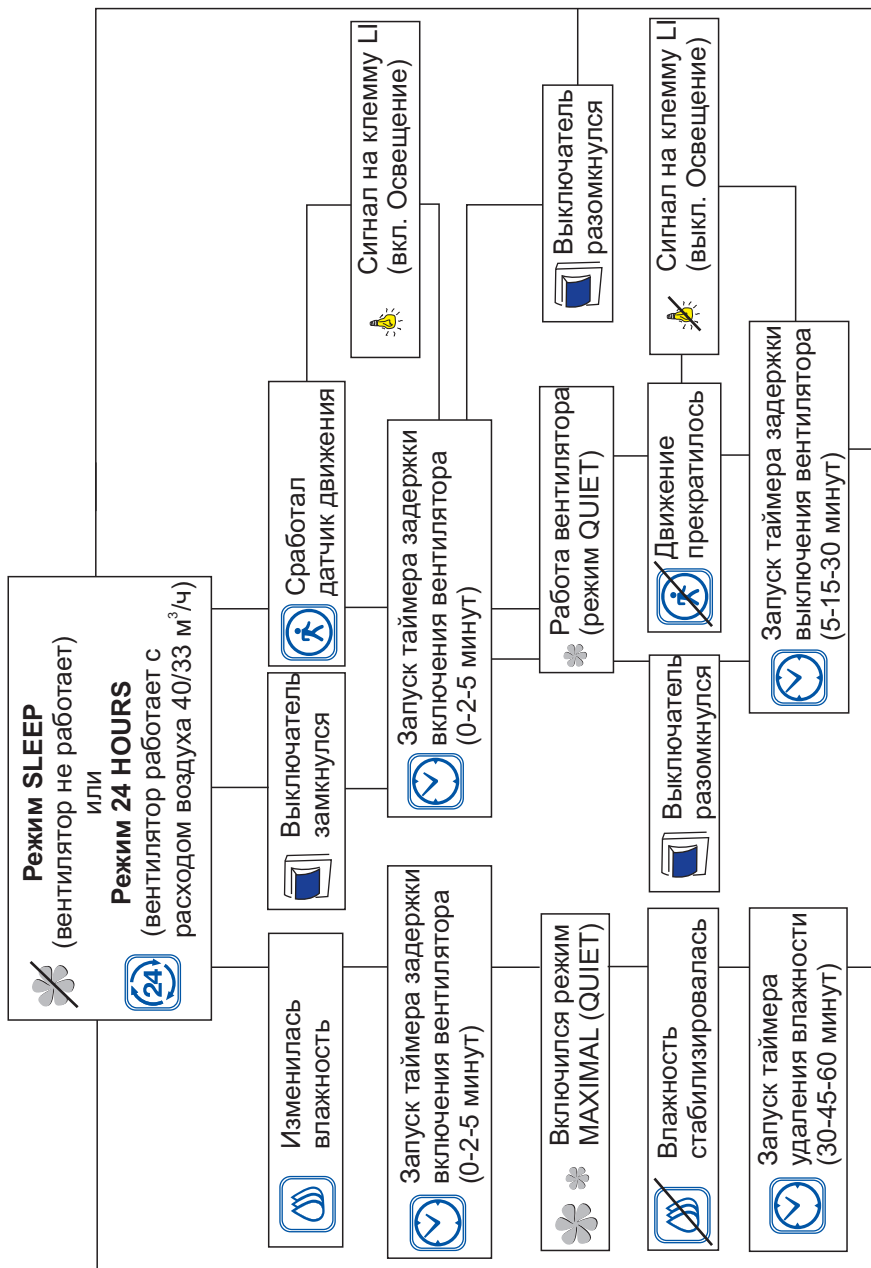 Режим SLEEP
(вентилятор не работает)
или
Режим 24 HOURS
(вентилятор работает с
расходом воздуха 40/33 м³/ч)
24
Изменилась
влажность
Выключатель
замкнулся
Сработал
датчик движения
Сигнал на клемму LI
(вкл. Освещение)
Запуск таймера задержки
включения вентилятора
(0-2-5 минут)
Запуск таймера задержки
включения вентилятора
(0-2-5 минут)
Включился режим
MAXIMAL (QUIET)
Работа вентилятора
(режим QUIET)
Выключатель
разомкнулся
Влажность
стабилизировалась
Выключатель
разомкнулся
Движение
прекратилось
Сигнал на клемму LI
(выкл. Освещение)
Запуск таймера
удаления влажности
(30-45-60 минут)
Запуск таймера задержки
выключения вентилятора
(5-15-30 минут)